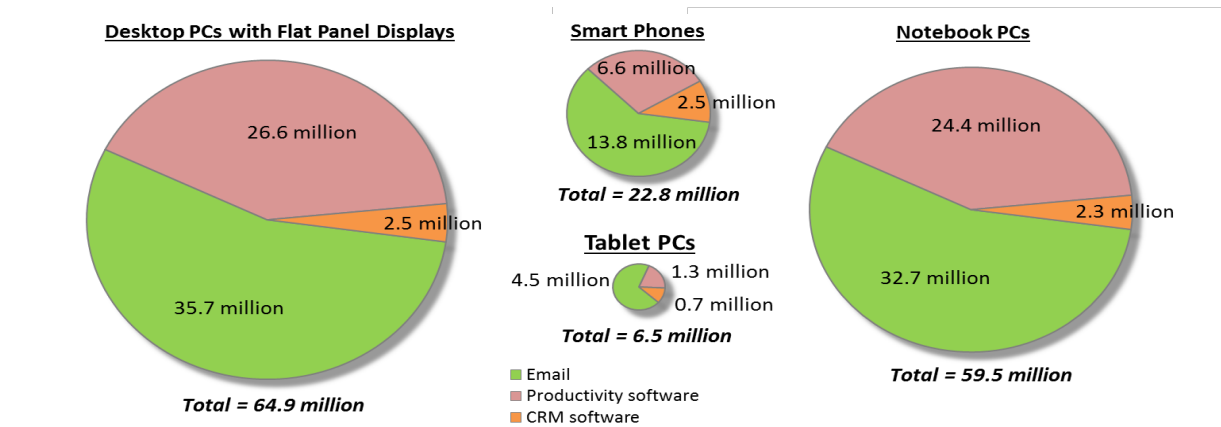 Desktop PCs with Flat Panel Displays
26.6 million
2.5 million
35.7 million
Total = 64.9 million
Smart Phones
6.6 million
2.5 million
13.8 million
Total = 22.8 million
Tablet PCs
4.5 million
1.3 million
0.7 million
Total = 6.5 million
Email
Productivity software
CRM software
Notebook PCs
24.4 million
2.3 million
32.7 million
Total = 59.5 million